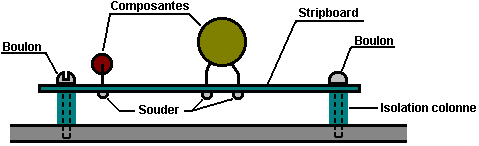 Composantes
Stripboard
Boulon
Boulon
Souder
Isolation colonne